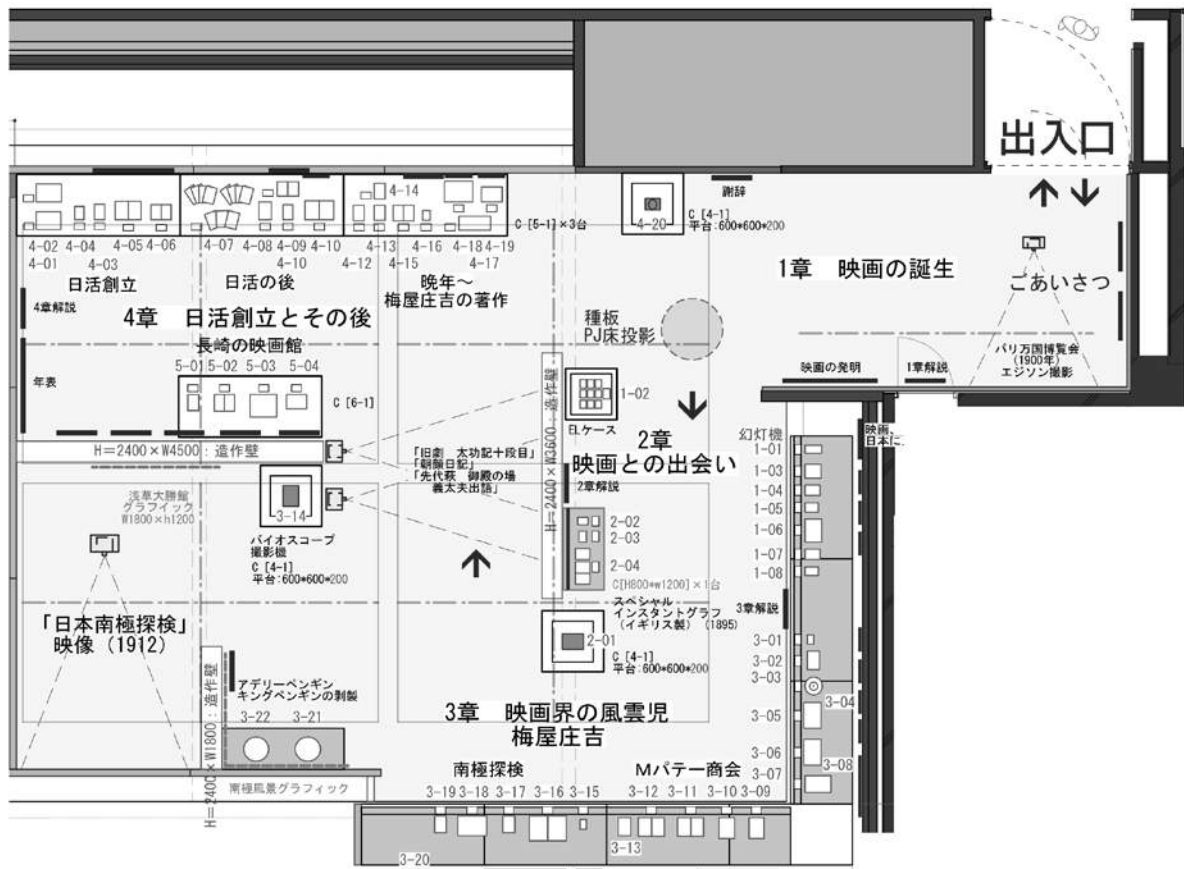 出入口
謝辞
4-20
C [4-1]
平台:600*600*200
1章 映画の誕生
ごあいさつ
パリ万国博覧会
(1900年)
エジソン撮影
映画の発明
1章解説
4-14
C [5-1]×3台
4-02 4-04 4-05 4-06 4-07 4-08 4-09 4-10 4-13 4-16 4-18 4-19
4-01 4-03 4-10 4-12 4-15 4-17
日活創立
日活の後
晩年~
梅屋庄吉の著作
4章解説
4章 日活創立とその後
長崎の映画館
5-01 5-02 5-03 5-04
年表
C [6-1]
H=2400×W4500:造作壁
種板
PJ床投影
1-02
ELケース
H=2400×W3600:造作壁
2章
映画との出会い
2章解説
「旧劇 太功記十段目」
「朝顔日記」
「先代萩 御殿の場
義太夫出語」
浅草大勝館
グラフイック
W1800×h1200
3-14
バイオスコープ
撮影機
C [4-1]
平台:600*600*200
2-02
2-03
2-04
C[H800*w1200]×1台
スペシャル
インスタントグラフ
(イギリス製) (1895)
2-01
C [4-1]
平台:600*600*200
映画、
日本に
幻灯機
1-01
1-03
1-04
1-05
1-06
1-07
1-08
3章解説
3-01
3-02
3-03
3-04
3-05
3-06
3-07
3-08
「日本南極探検」
映像(1912)
H=2400×W1800:造作壁
アデリーペンギン
キングペンギンの剥製
3-22 3-21
南極風景グラフィック
3章 映画界の風雲児
梅屋庄吉
南極探検
Mパテー商会
3-19 3-18 3-17 3-16 3-15 3-12 3-11 3-10 3-09
3-13
3-20